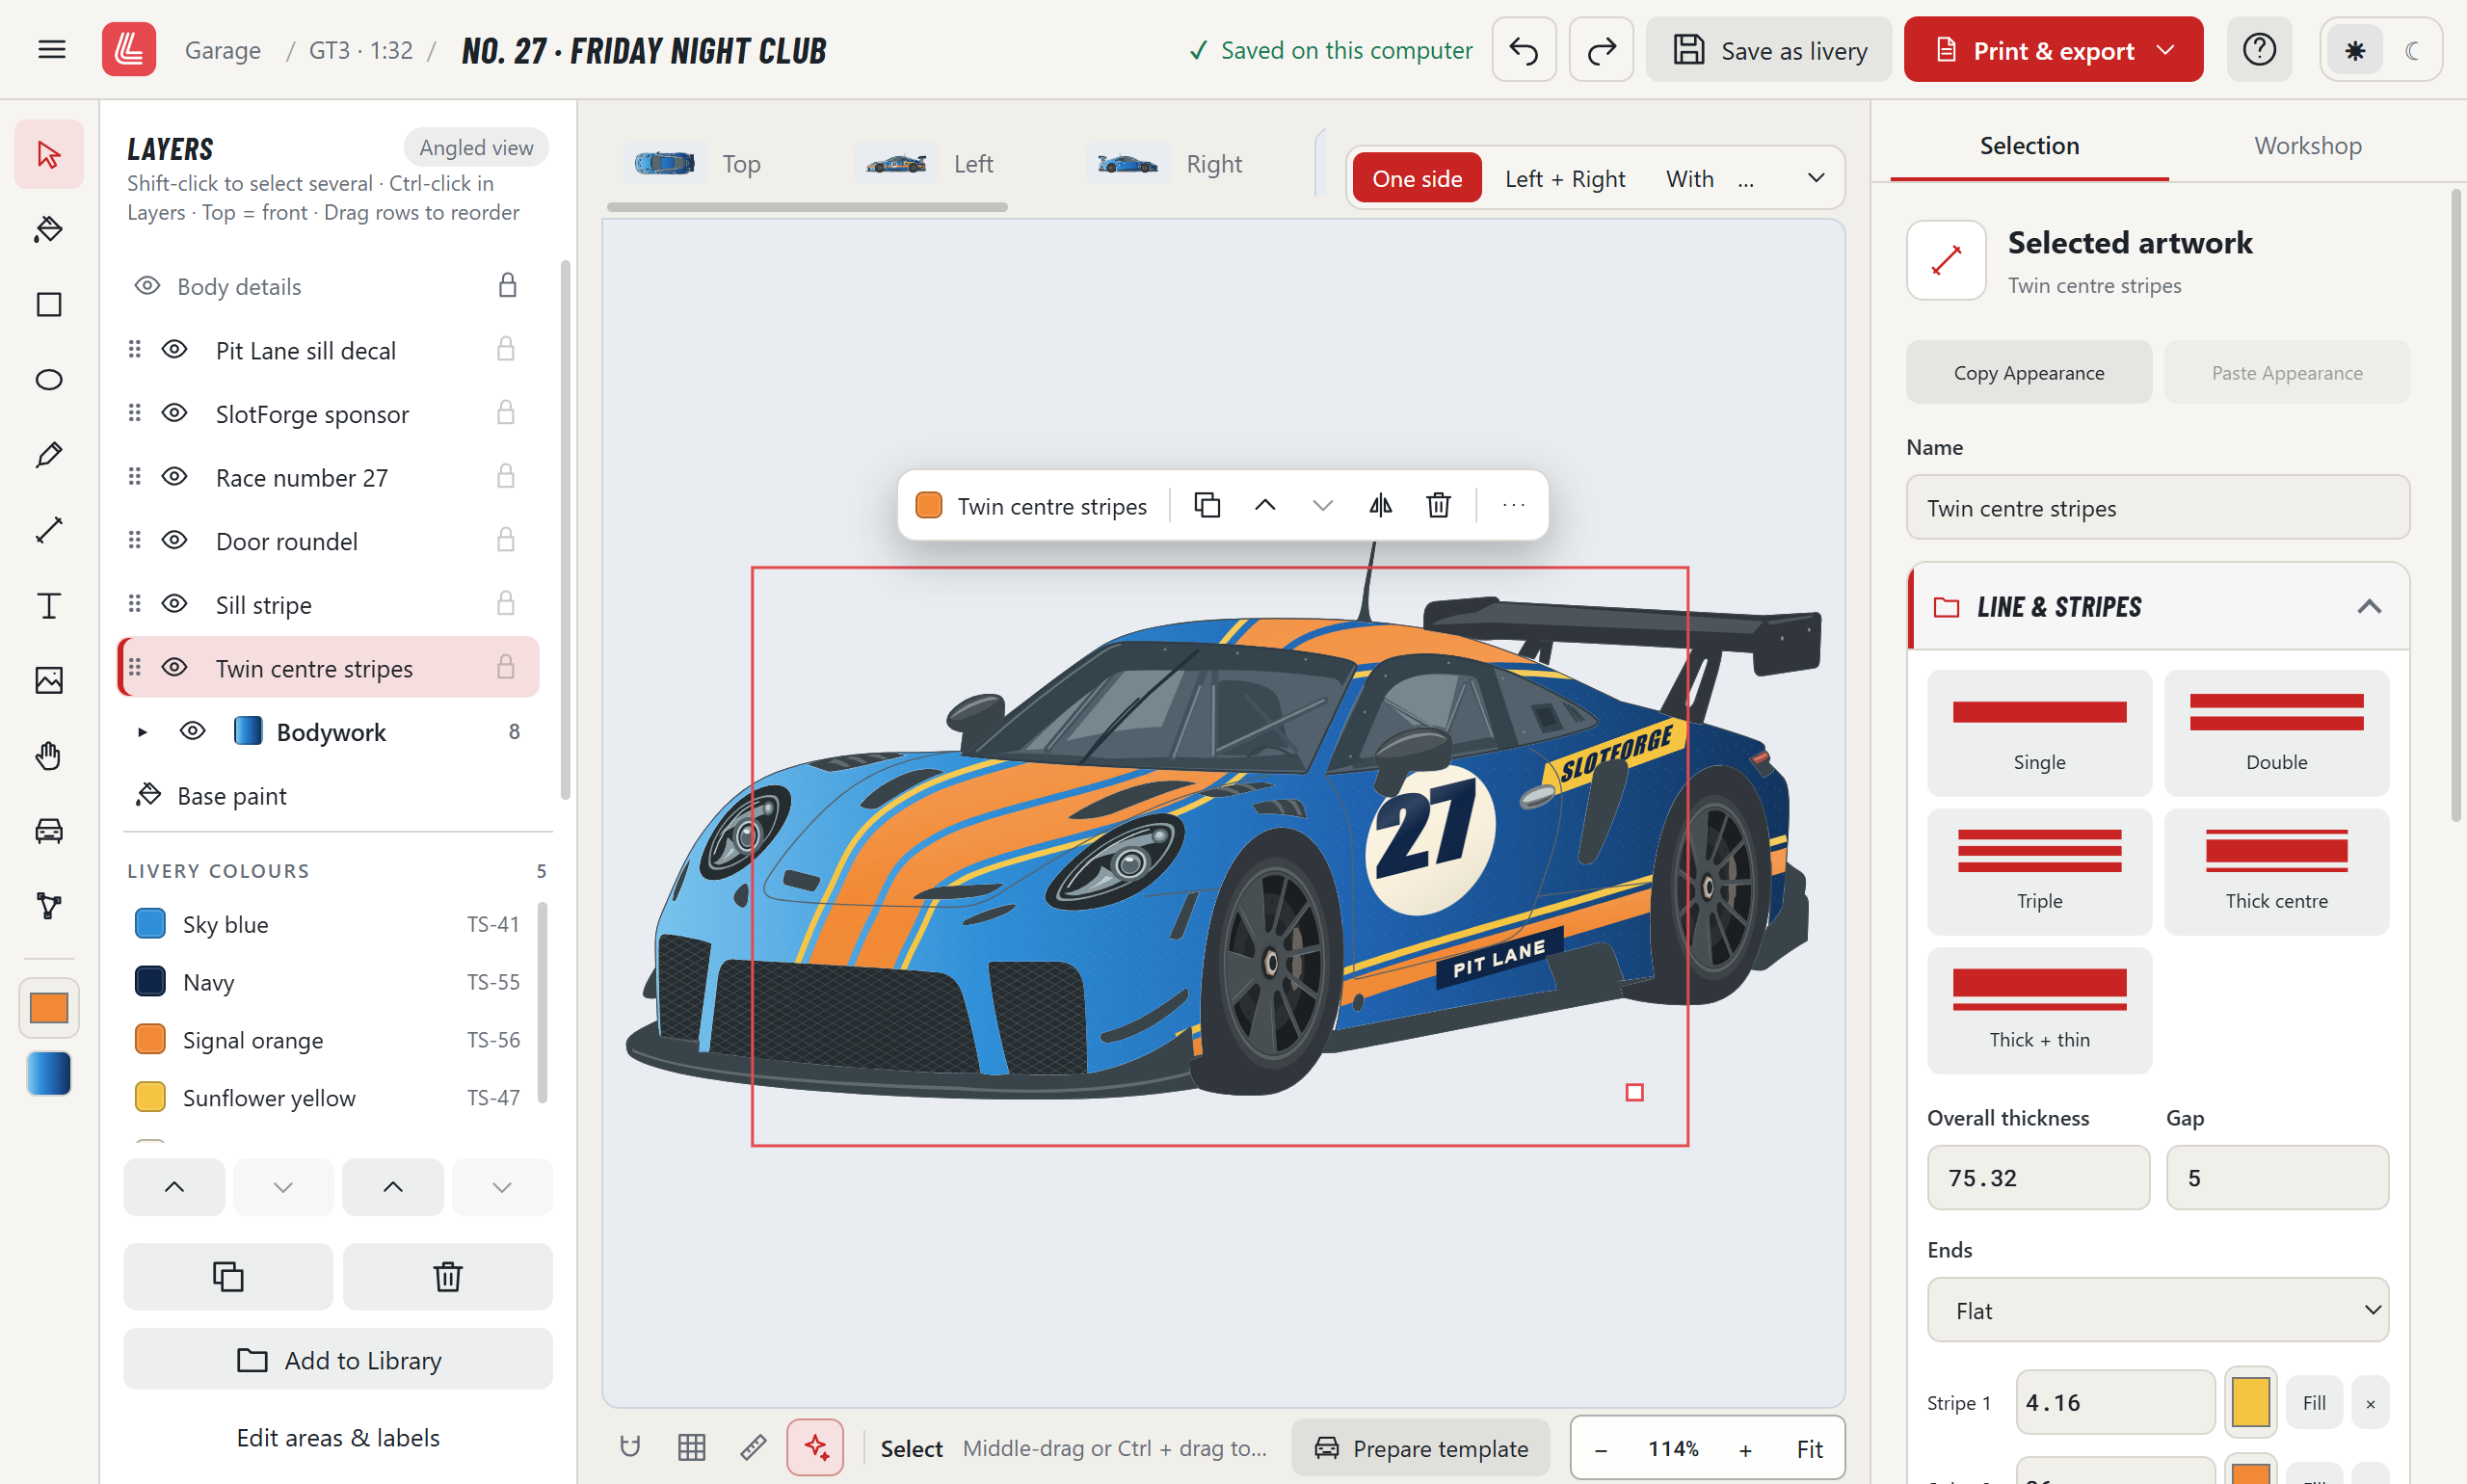 Garage / GT3 · 1:32 / NO. 27 · FRIDAY NIGHT CLUB
✓ Saved on this computer
Save as livery
Print & export
LAYERS
Angled view
Shift-click to select several · Ctrl-click in
Layers · Top = front · Drag rows to reorder
Body details
Pit Lane sill decal
SlotForge sponsor
Race number 27
Door roundel
Sill stripe
Twin centre stripes
Bodywork 8
Base paint
LIVERY COLOURS 5
Sky blue TS-41
Navy TS-55
Signal orange TS-56
Sunflower yellow TS-47
Add to Library
Edit areas & labels
Top
Left
Right
One side
Left + Right
With ...
Twin centre stripes
SLOTFORGE
27
PIT LANE
Select
Middle-drag or Ctrl + drag to...
Prepare template
− 114% + Fit
Selection
Workshop
Selected artwork
Twin centre stripes
Copy Appearance
Paste Appearance
Name
Twin centre stripes
LINE & STRIPES
Single
Double
Triple
Thick centre
Thick + thin
Overall thickness
Gap
75.32
5
Ends
Flat
Stripe 1
4.16
Fill
×